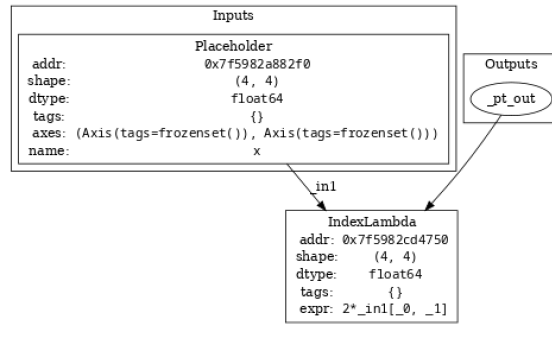 Inputs
Placeholder
addr: 0x7f5982a882f0
shape: (4, 4)
dtype: float64
tags: {}
axes: (Axis(tags=frozenset()), Axis(tags=frozenset()))
name: x
Outputs
_pt_out
_in1
IndexLambda
addr: 0x7f5982cd4750
shape: (4, 4)
dtype: float64
tags: {}
expr: 2*_in1[_0, _1]